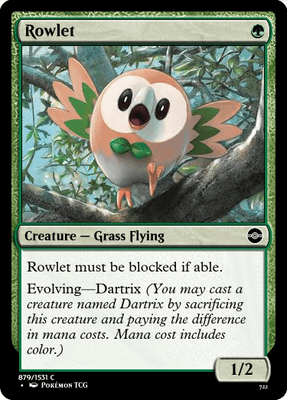 Rowlet
Creature — Grass Flying
Rowlet must be blocked if able.
Evolving—Dartrix (You may cast a
creature named Dartrix by sacrificing
this creature and paying the difference
in mana costs. Mana cost includes
color.)
1/2
879/1531 C
• Pokémon TCG
722